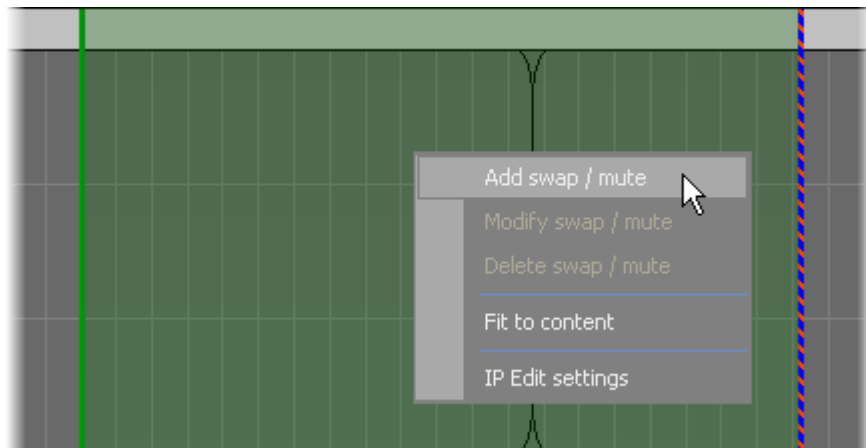 Add swap / mute
Modify swap / mute
Delete swap / mute
Fit to content
IP Edit settings